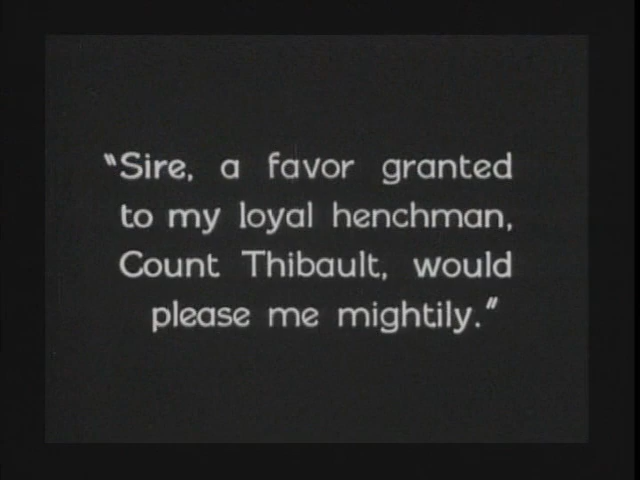 "Sire, a favor granted
to my loyal henchman,
Count Thibault, would
please me mightily."